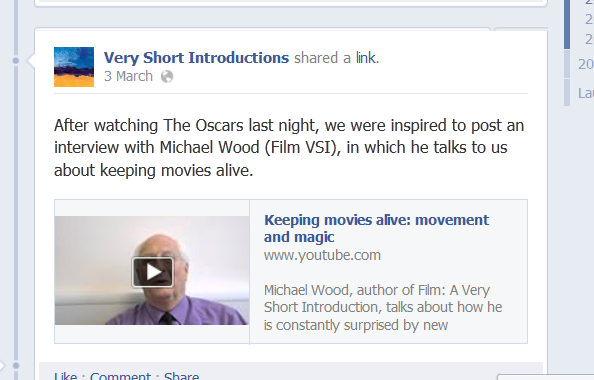 Very Short Introductions shared a link.
3 March
After watching The Oscars last night, we were inspired to post an
interview with Michael Wood (Film VSI), in which he talks to us
about keeping movies alive.
Keeping movies alive: movement
and magic
www.youtube.com
Michael Wood, author of Film: A Very
Short Introduction, talks about how he
is constantly surprised by new
Like · Comment · Share
20
Lau